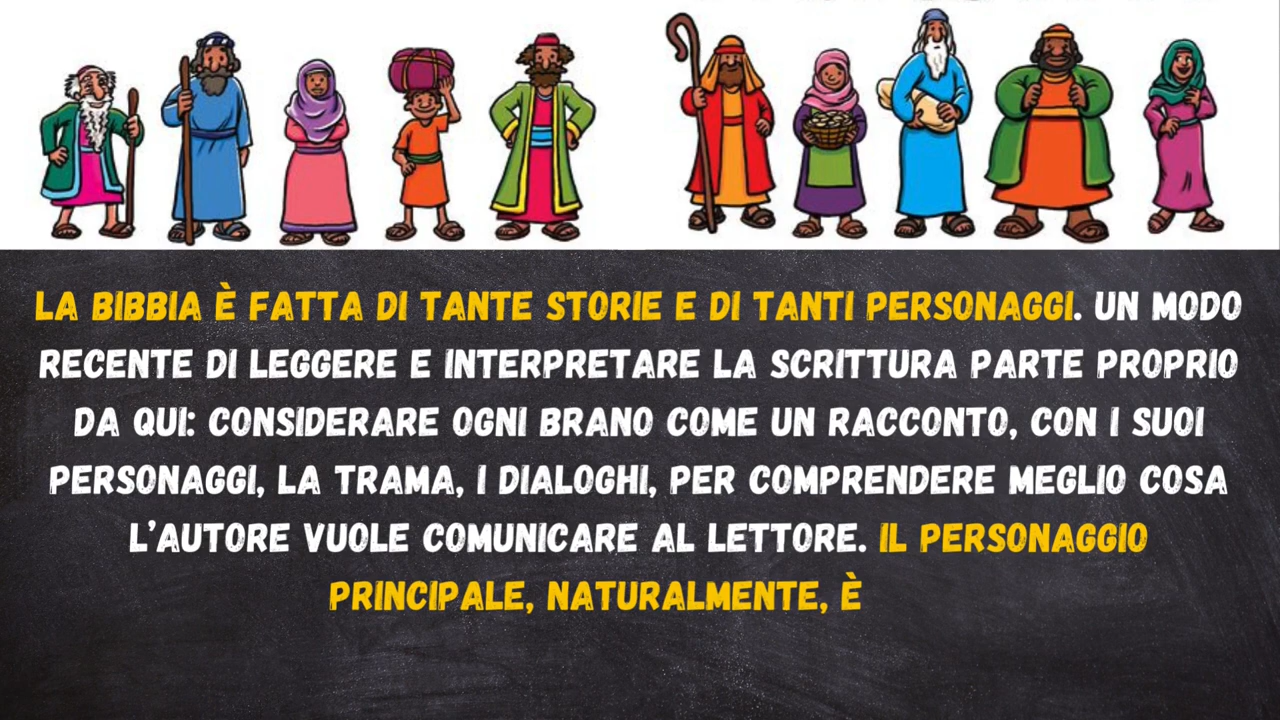 LA BIBBIA È FATTA DI TANTE STORIE E DI TANTI PERSONAGGI. UN MODO
RECENTE DI LEGGERE E INTERPRETARE LA SCRITTURA PARTE PROPRIO
DA QUI: CONSIDERARE OGNI BRANO COME UN RACCONTO, CON I SUOI
PERSONAGGI, LA TRAMA, I DIALOGHI, PER COMPRENDERE MEGLIO COSA
L'AUTORE VUOLE COMUNICARE AL LETTORE. IL PERSONAGGIO
PRINCIPALE, NATURALMENTE, È